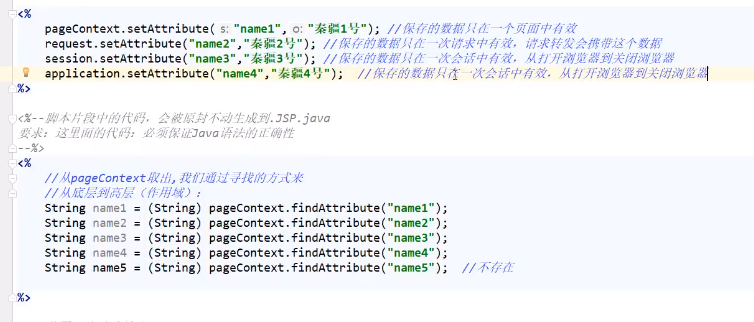 <%
pageContext.setAttribute( s: "name1", o: "秦疆1号"); //保存的数据只在一个页面中有效
request.setAttribute("name2","秦疆2号"); //保存的数据只在一次请求中有效，请求转发会携带这个数据
session.setAttribute("name3","秦疆3号"); //保存的数据只在一次会话中有效，从打开浏览器到关闭浏览器
application.setAttribute("name4","秦疆4号");  //保存的数据只在一次会话中有效，从打开浏览器到关闭浏览器
%>
<%--脚本片段中的代码，会被原封不动生成到.JSP.java
要求：这里面的代码：必须保证Java语法的正确性
--%>
<%
//从pageContext取出,我们通过寻找的方式来
//从底层到高层（作用域）：
String name1 = (String) pageContext.findAttribute("name1");
String name2 = (String) pageContext.findAttribute("name2");
String name3 = (String) pageContext.findAttribute("name3");
String name4 = (String) pageContext.findAttribute("name4");
String name5 = (String) pageContext.findAttribute("name5");  //不存在
%>